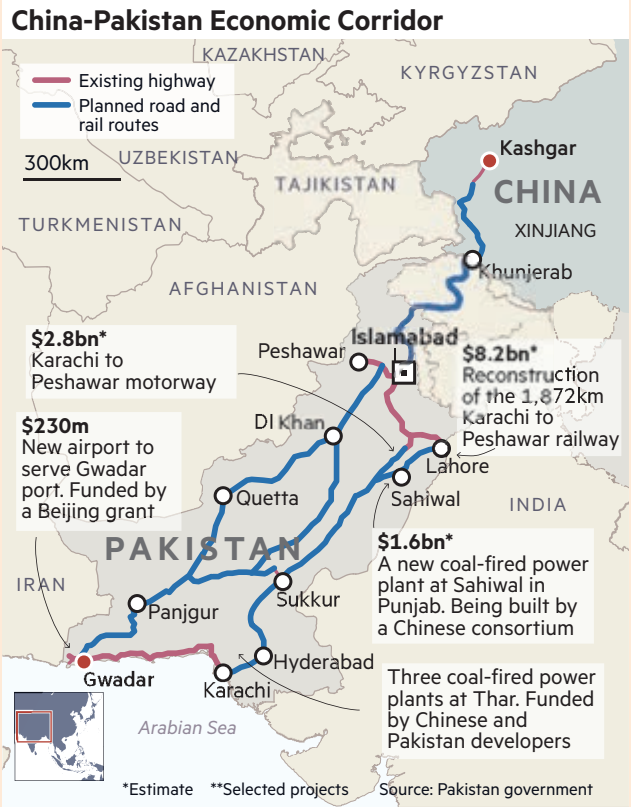 China-Pakistan Economic Corridor
KAZAKHSTAN
KYRGYZSTAN
Existing highway
Planned road and
rail routes
300km
UZBEKISTAN
Kashgar
TAJIKISTAN
CHINA
TURKMENISTAN
XINJIANG
Khunjerab
AFGHANISTAN
Islamabad
$2.8bn*
Karachi to
Peshawar motorway
Peshawar
$8.2bn*
Reconstruction
of the 1,872km
Karachi to
Peshawar railway
$230m
New airport to
serve Gwadar
port. Funded by
a Beijing grant
DI Khan
Lahore
Quetta
Sahiwal
INDIA
PAKISTAN
$1.6bn*
A new coal-fired power
plant at Sahiwal in
Punjab. Being built by
a Chinese consortium
IRAN
Sukkur
Panjgur
Hyderabad
Gwadar
Karachi
Three coal-fired power
plants at Thar. Funded
by Chinese and
Pakistan developers
Arabian Sea
*Estimate **Selected projects Source: Pakistan government